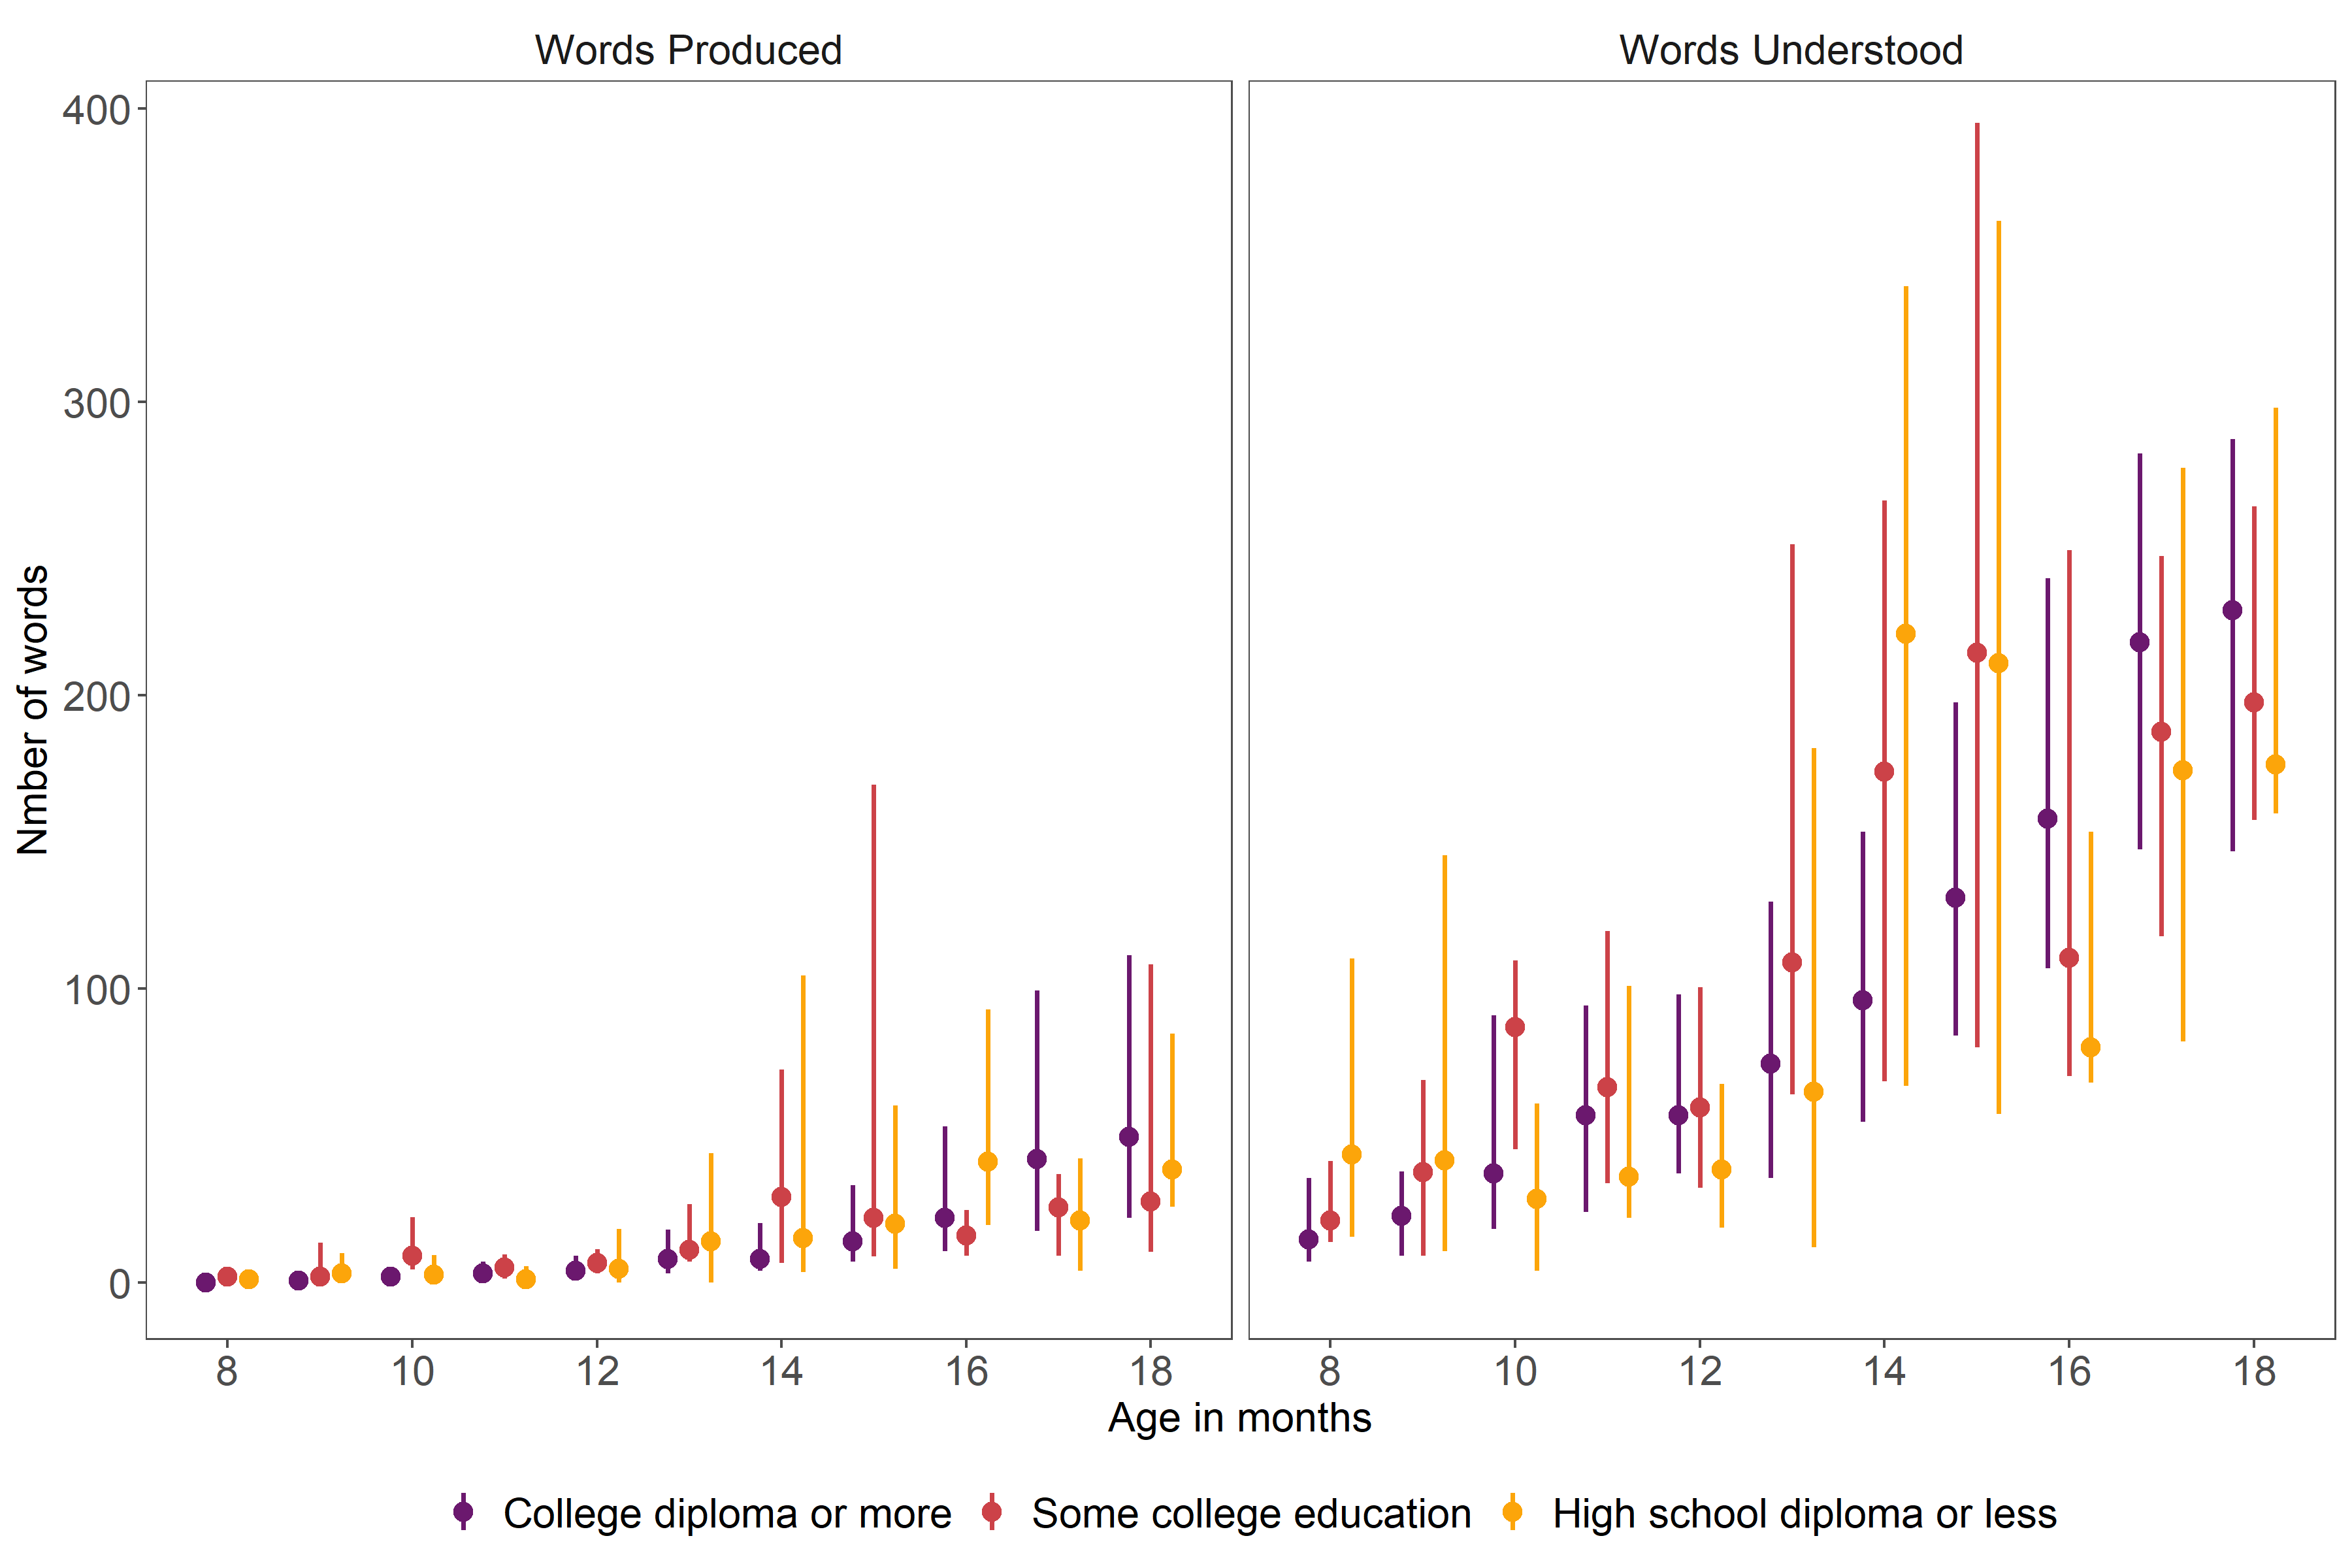 Words Produced
Words Understood
400
300
200
100
0
Nmber of words
8 10 12 14 16 18
8 10 12 14 16 18
Age in months
College diploma or more
Some college education
High school diploma or less